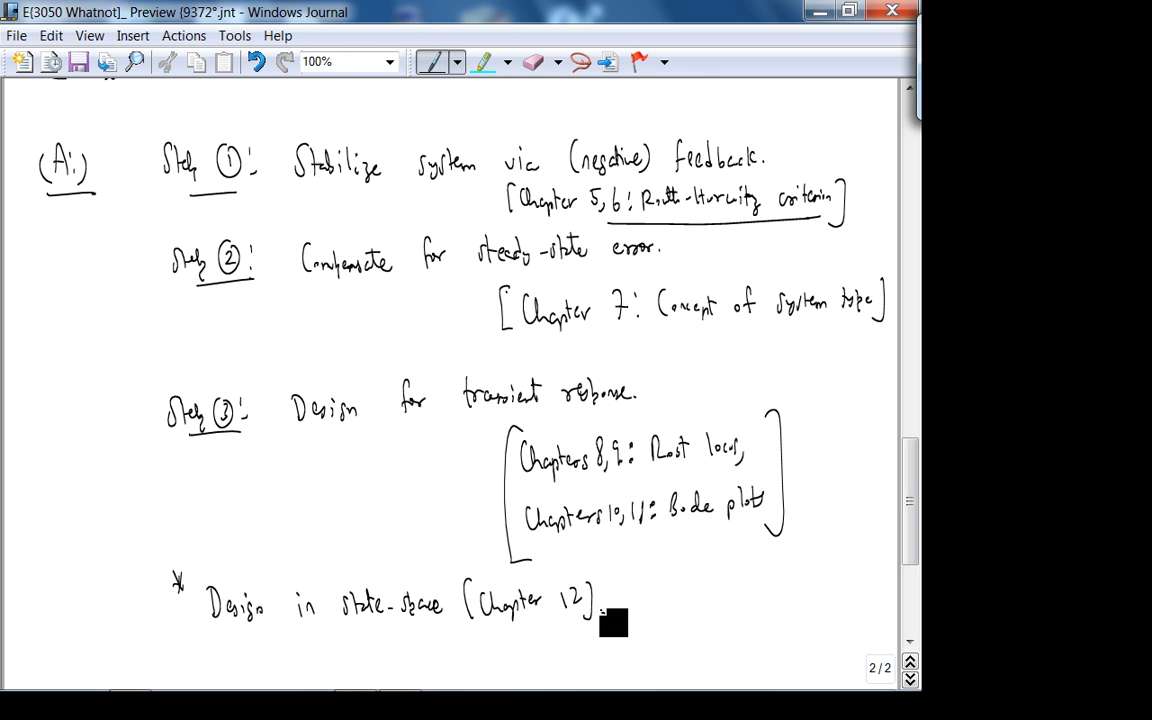 E{3050 Whatnot]_ Preview {9372°.jnt - Windows Journal
File Edit View Insert Actions Tools Help
100%
(A:) Step ①: Stabilize system via (negative) feedback.
[Chapter 5,6: Routh-Hurwitz criterion]
Step ②: Compensate for steady-state error.
[Chapter 7: Concept of system type]
Step ③: Design for transient response.
[Chapters 8,9: Root locus,
Chapters 10,11: Bode plots]
* Design in state-space [Chapter 12].
2/2